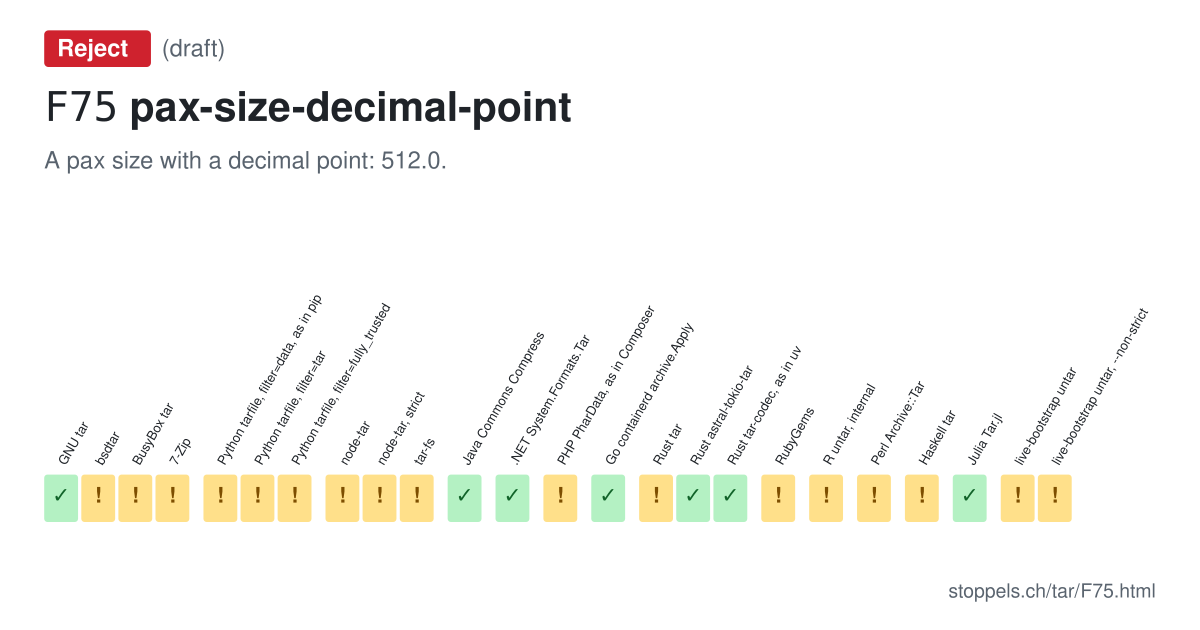 Reject (draft)
F75 pax-size-decimal-point
A pax size with a decimal point: 512.0.
GNU tar
bsdtar
BusyBox tar
7-Zip
Python tarfile, filter=data, as in pip
Python tarfile, filter=tar
Python tarfile, filter=fully_trusted
node-tar
node-tar, strict
tar-fs
Java Commons Compress
.NET System.Formats.Tar
PHP PharData, as in Composer
Go containerd archive.Apply
Rust tar
Rust astral-tokio-tar
Rust tar-codec, as in uv
RubyGems
R untar, internal
Perl Archive::Tar
Haskell tar
Julia Tar.jl
live-bootstrap untar
live-bootstrap untar, --non-strict
✓ ! ! ! ! ! ! ! ! ! ✓ ✓ ! ✓ ! ✓ ✓ ! ! ! ! ✓ ! !
stoppels.ch/tar/F75.html